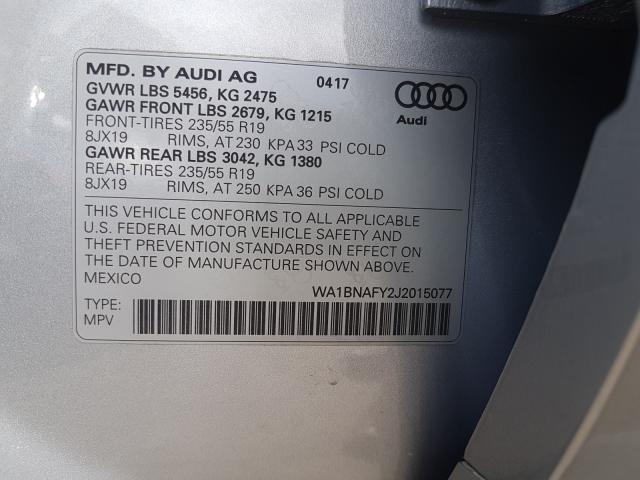 MFD. BY AUDI AG 0417
GVWR LBS 5456, KG 2475
GAWR FRONT LBS 2679, KG 1215
FRONT-TIRES 235/55 R19
8JX19 RIMS, AT 230 KPA 33 PSI COLD
GAWR REAR LBS 3042, KG 1380
REAR-TIRES 235/55 R19
8JX19 RIMS, AT 250 KPA 36 PSI COLD
Audi
THIS VEHICLE CONFORMS TO ALL APPLICABLE
U.S. FEDERAL MOTOR VEHICLE SAFETY AND
THEFT PREVENTION STANDARDS IN EFFECT ON
THE DATE OF MANUFACTURE SHOWN ABOVE.
MEXICO
WA1BNAFY2J2015077
TYPE:
MPV